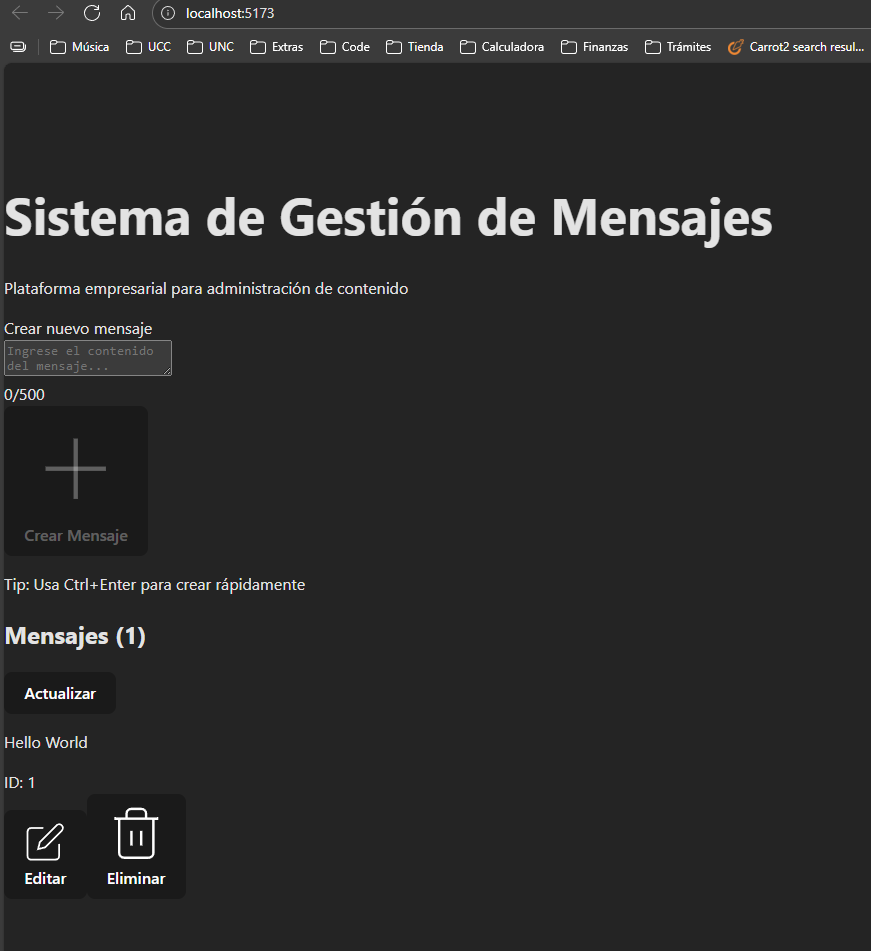 localhost:5173
Música UCC UNC Extras Code Tienda Calculadora Finanzas Trámites Carrot2 search resul...
Sistema de Gestión de Mensajes
Plataforma empresarial para administración de contenido
Crear nuevo mensaje
Ingrese el contenido
del mensaje...
0/500
Crear Mensaje
Tip: Usa Ctrl+Enter para crear rápidamente
Mensajes (1)
Actualizar
Hello World
ID: 1
Editar Eliminar